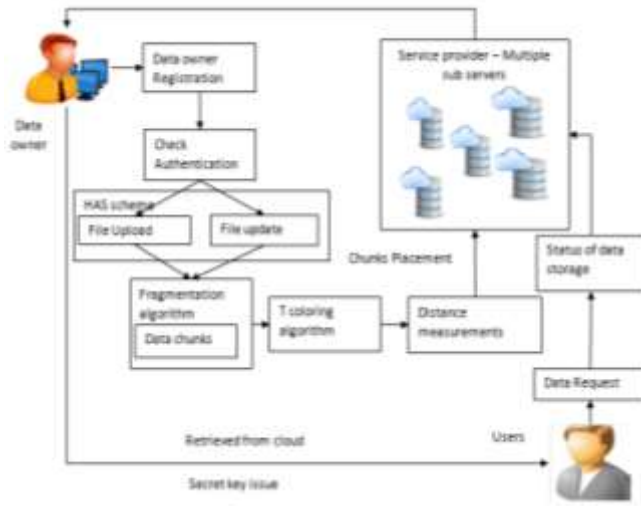 Data owner
Registration
Service provider – Multiple
sub servers
Data
owner
Check
Authentication
HAS scheme
File Upload
File update
Chunks Placement
Status of data
storage
Fragmentation
algorithm
Data chunks
T coloring
algorithm
Distance
measurements
Data Request
Retrieved from cloud
Users
Secret key issue